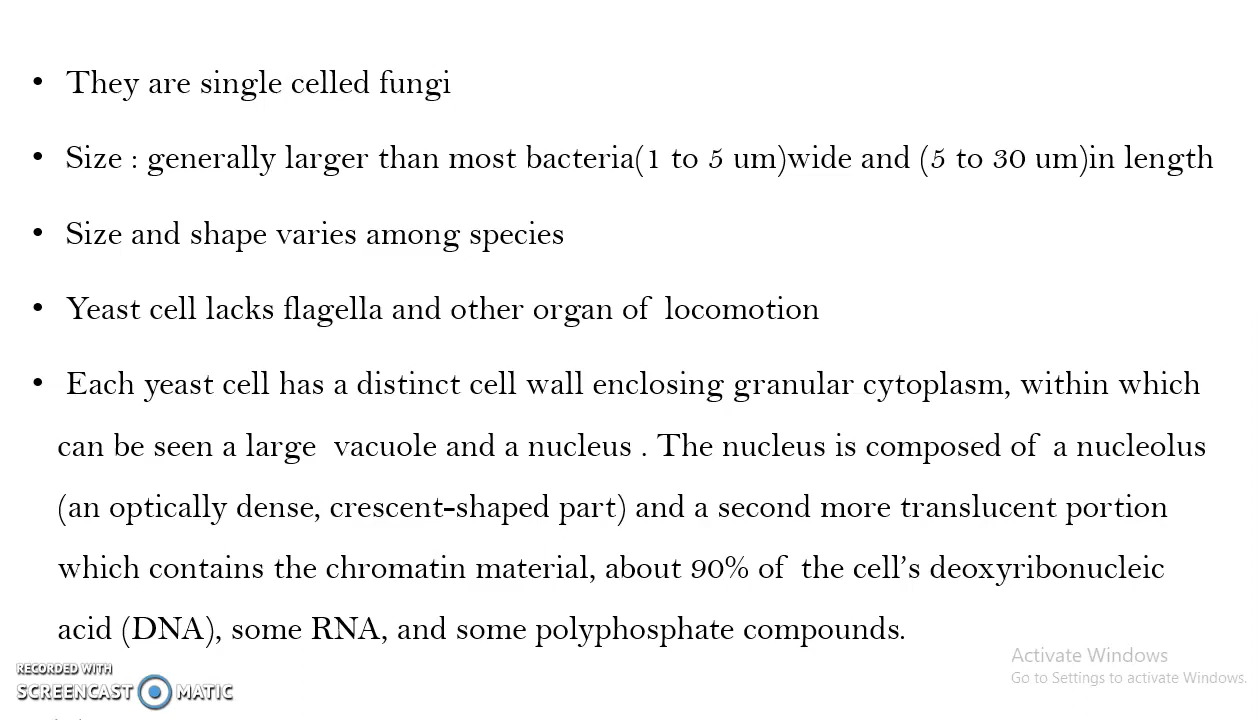 • They are single celled fungi
• Size : generally larger than most bacteria(1 to 5 um)wide and (5 to 30 um)in length
• Size and shape varies among species
• Yeast cell lacks flagella and other organ of locomotion
• Each yeast cell has a distinct cell wall enclosing granular cytoplasm, within which
can be seen a large vacuole and a nucleus . The nucleus is composed of a nucleolus
(an optically dense, crescent-shaped part) and a second more translucent portion
which contains the chromatin material, about 90% of the cell’s deoxyribonucleic
acid (DNA), some RNA, and some polyphosphate compounds.
Activate Windows
Go to Settings to activate Windows.
RECORDED WITH
SCREENCAST MATIC